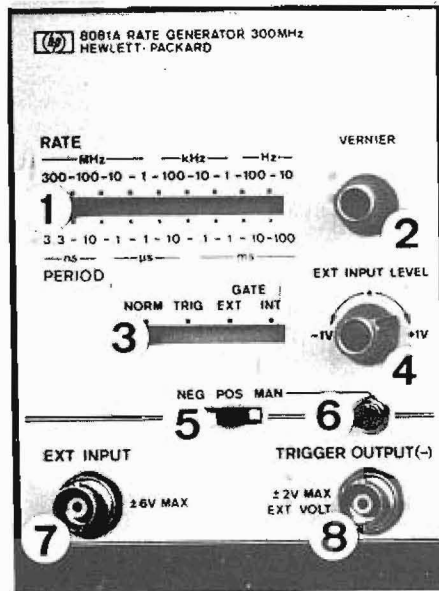 hp 8081A RATE GENERATOR 300MHz
HEWLETT·PACKARD
RATE
VERNIER
MHz kHz Hz
300-100-10 -1-100-10 -1-100-10
1
2
3.3-10-1-1-10-1-1-10-100
ns µs ms
PERIOD
EXT INPUT LEVEL
GATE
NORM TRIG EXT INT
3
-1V +1V
4
NEG POS MAN
5
6
EXT INPUT
TRIGGER OUTPUT(-)
±6V MAX
±2V MAX
EXT VOLT
7
8